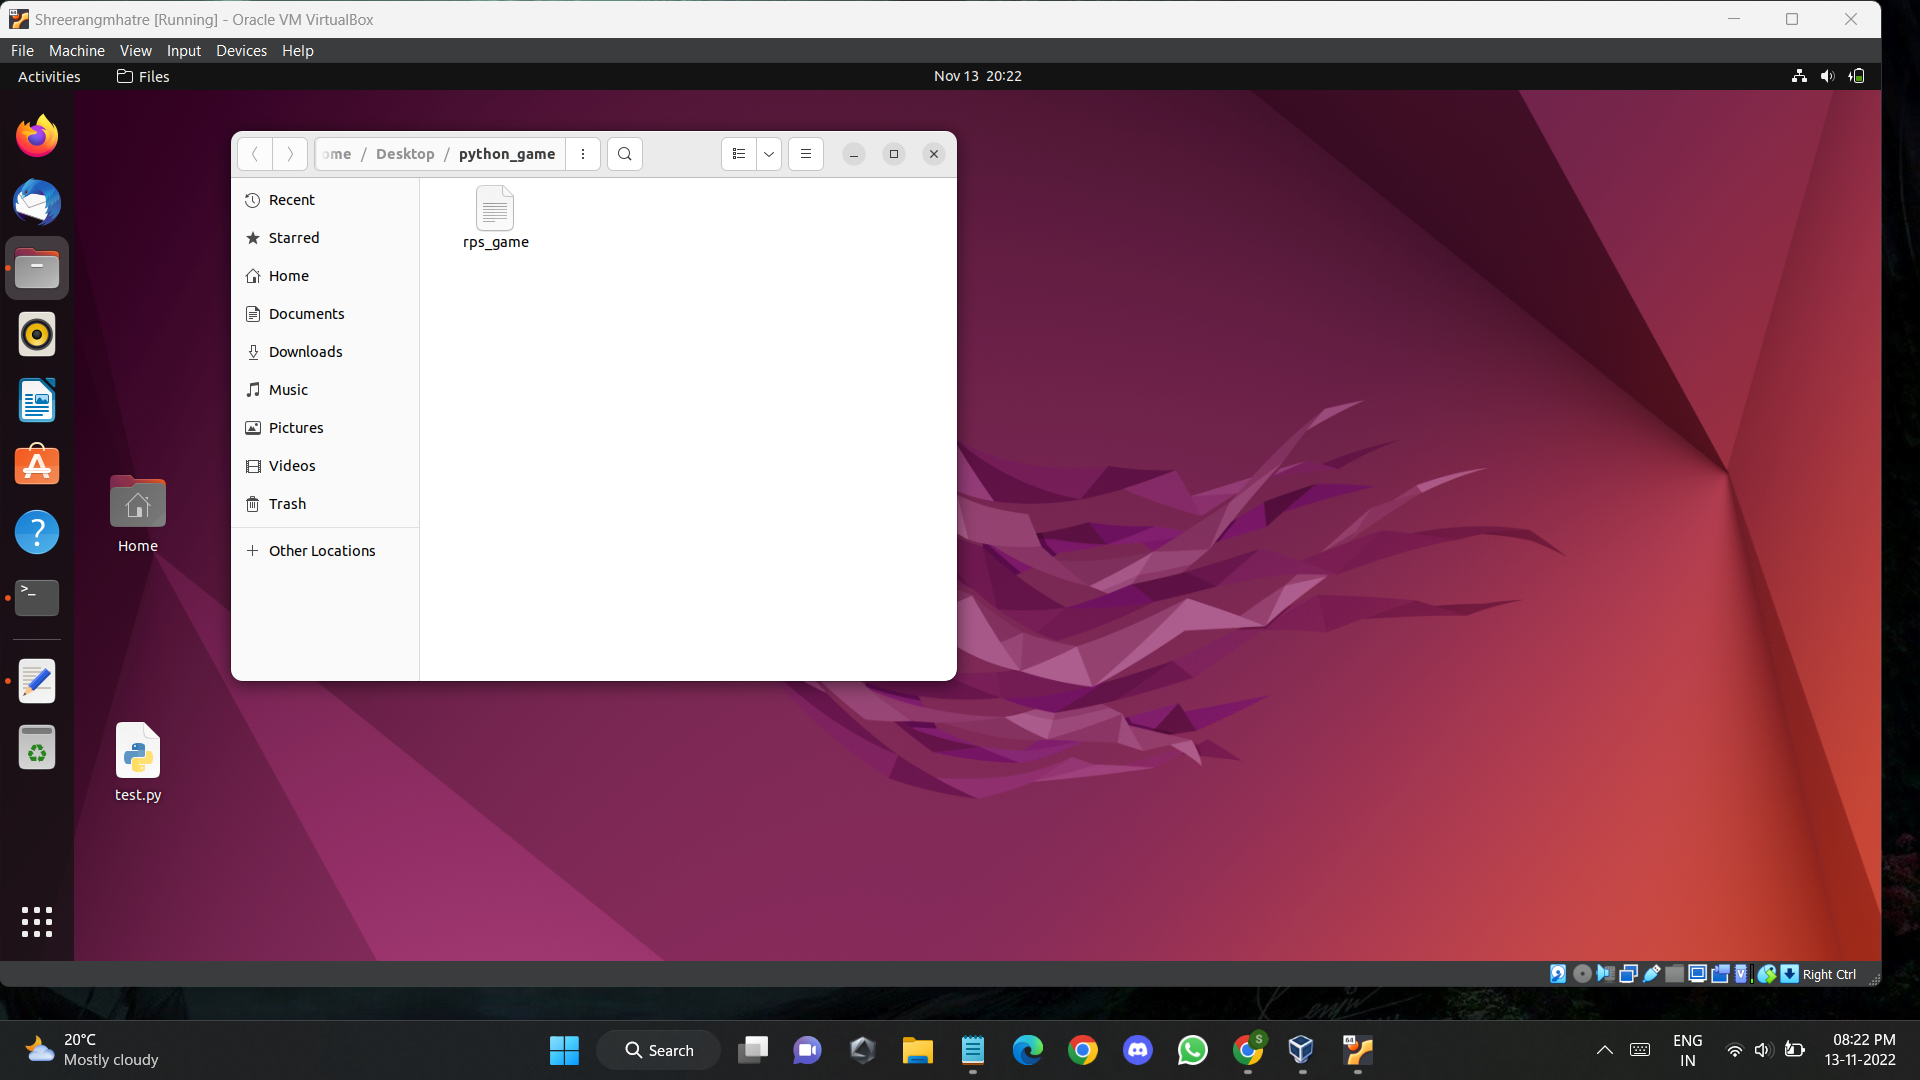 Shreerangmhatre [Running] - Oracle VM VirtualBox
File Machine View Input Devices Help
Activities Files Nov 13 20:22
ome / Desktop / python_game
Recent
Starred
Home
Documents
Downloads
Music
Pictures
Videos
Trash
Other Locations
rps_game
Home
test.py
Right Ctrl
20°C
Mostly cloudy
Search
ENG
IN
08:22 PM
13-11-2022